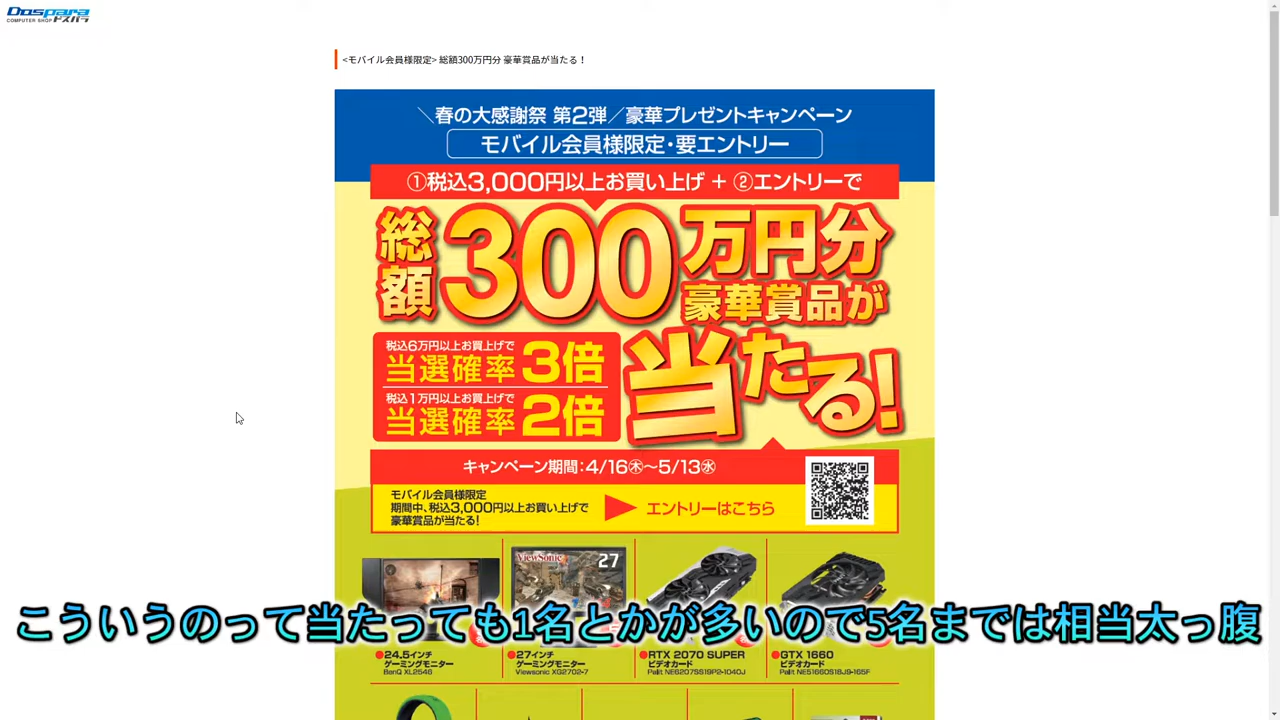 Dospara
COMPUTER SHOP ドスパラ
<モバイル会員様限定> 総額300万円分 豪華賞品が当たる！
＼春の大感謝祭 第2弾／豪華プレゼントキャンペーン
モバイル会員様限定・要エントリー
①税込3,000円以上お買い上げ + ②エントリーで
総額300万円分
豪華賞品が
当たる!
税込6万円以上お買上げで
当選確率3倍
税込1万円以上お買上げで
当選確率2倍
キャンペーン期間：4/16㊍〜5/13㊌
モバイル会員様限定
期間中、税込3,000円以上お買い上げで
豪華賞品が当たる!
エントリーはこちら
ViewSonic 27
こういうのって当たっても1名とかが多いので5名までは相当太っ腹
●24.5インチ
ゲーミングモニター
BenQ XL2546
●27インチ
ゲーミングモニター
Viewsonic XG2702-7
●RTX 2070 SUPER
ビデオカード
Palit NE6207SS19P2-1040J
●GTX 1660
ビデオカード
Palit NE51660S18J9-165F